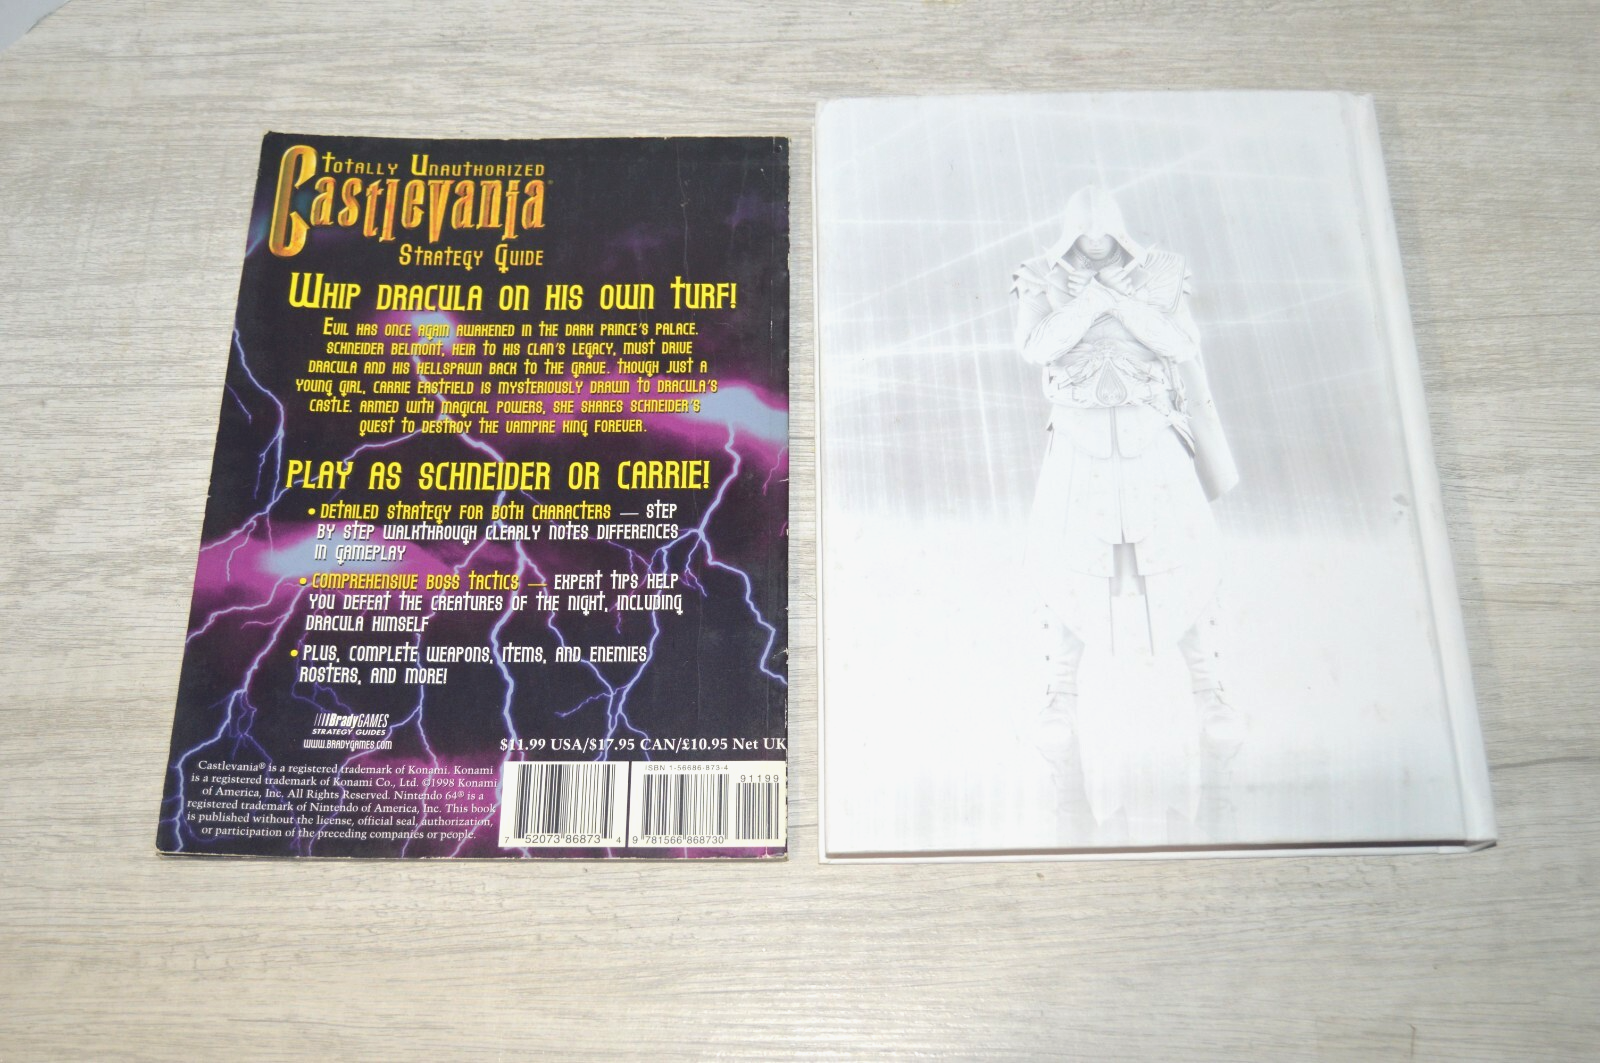 Totally Unauthorized
Castlevania
Strategy Guide
Whip Dracula on his own turf!
Evil has once again awakened in the dark prince's palace.
Schneider Belmont, heir to his clan's legacy, must drive
Dracula and his hellspawn back to the grave. Though just a
young girl, Carrie Eastfield is mysteriously drawn to Dracula's
castle. Armed with magical powers, she shares Schneider's
quest to destroy the vampire king forever.
Play as Schneider or Carrie!
• Detailed strategy for both characters — Step
by step walkthrough clearly notes differences
in gameplay
• Comprehensive boss tactics — Expert tips help
you defeat the creatures of the night, including
Dracula himself
• Plus, complete weapons, items, and enemies
rosters, and more!
BradyGAMES
STRATEGY GUIDES
WWW.BRADYGAMES.COM
$11.99 USA/$17.95 CAN/£10.95 Net UK
Castlevania® is a registered trademark of Konami. Konami
is a registered trademark of Konami Co., Ltd. ©1998 Konami
of America, Inc. All Rights Reserved. Nintendo 64® is a
registered trademark of Nintendo of America, Inc. This book
is published without the license, official seal, authorization,
or participation of the preceding companies or people.
7 52073 86873 4
ISBN 1-56686-873-4
91199
9 781566 868730